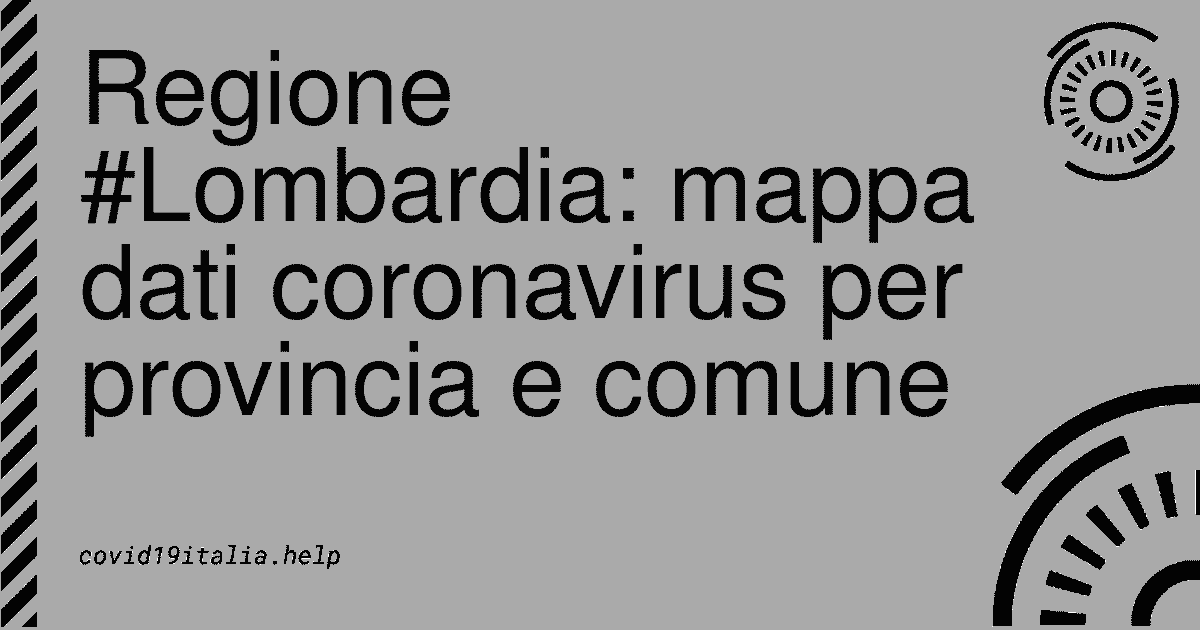 Regione
#Lombardia: mappa
dati coronavirus per
provincia e comune
covid19italia.help